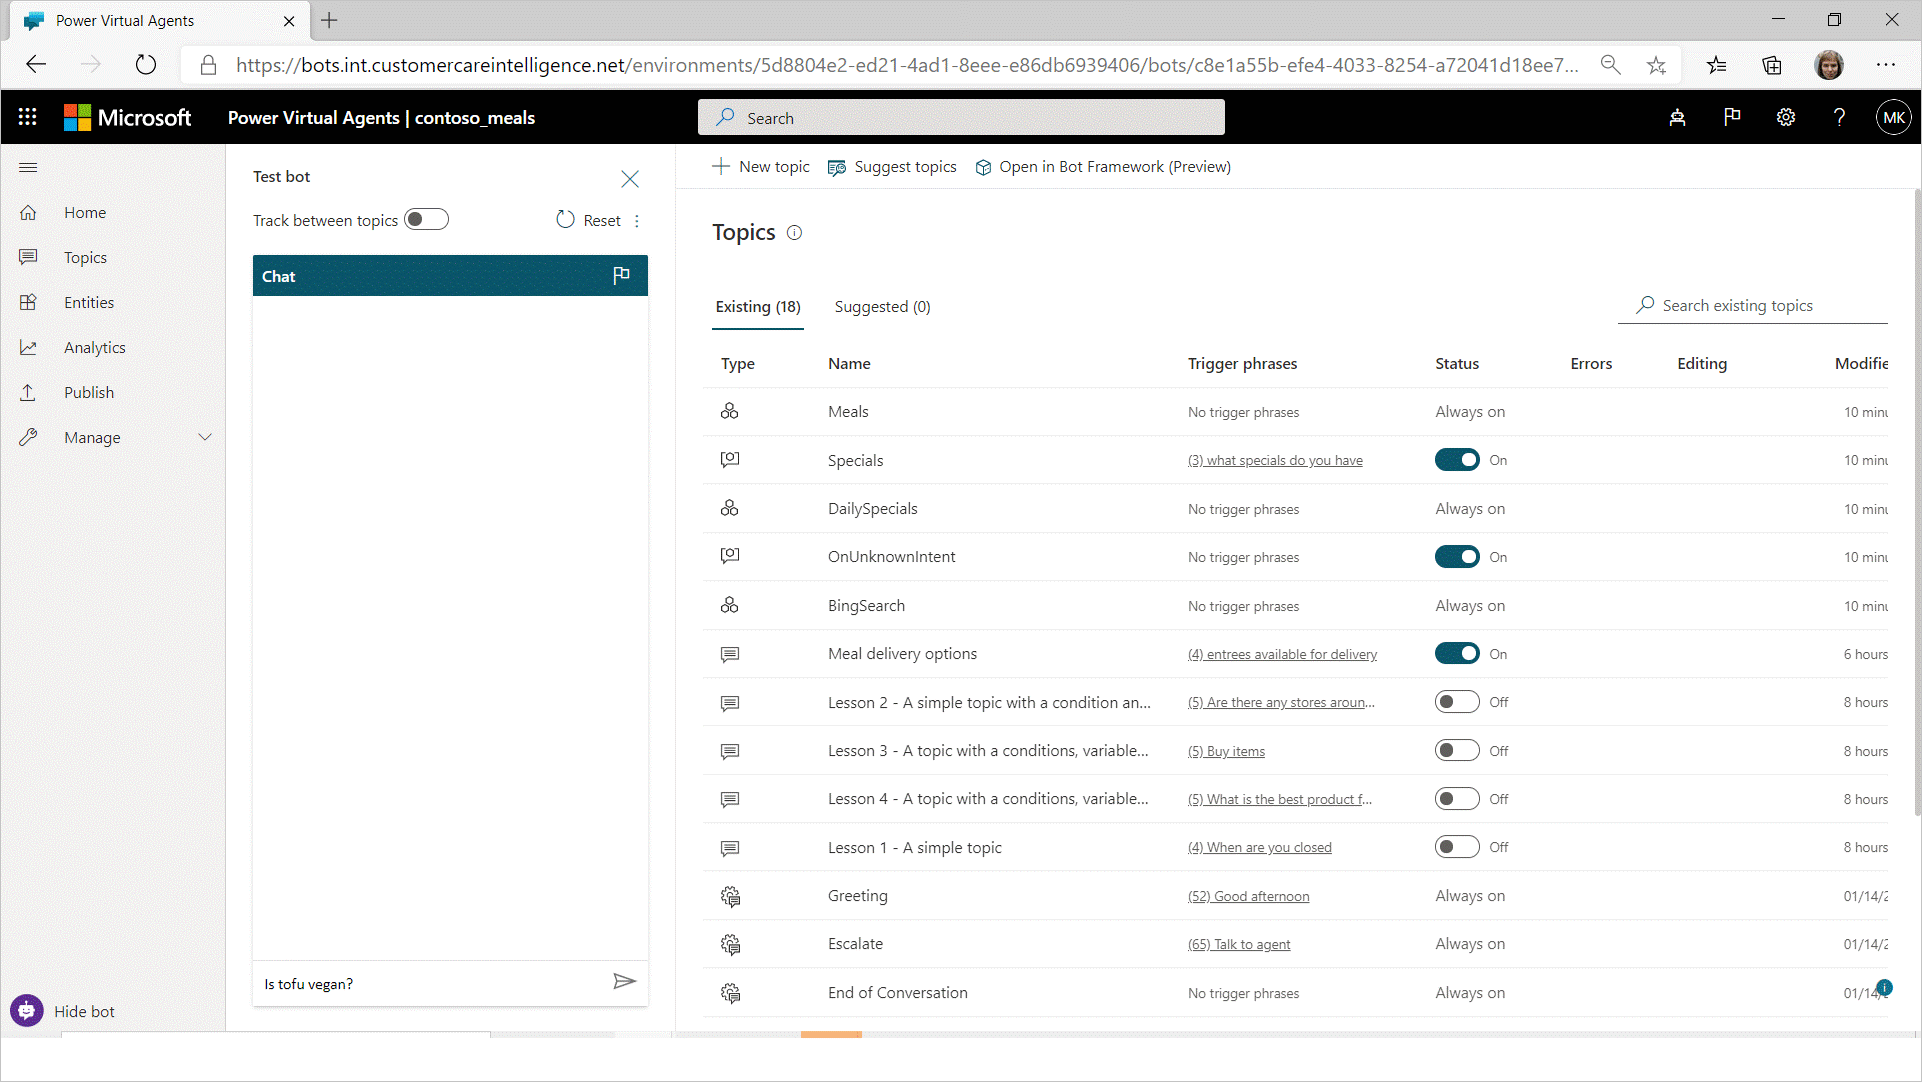 Power Virtual Agents
https://bots.int.customercareintelligence.net/environments/5d8804e2-ed21-4ad1-8eee-e86db6939406/bots/c8e1a55b-efe4-4033-8254-a72041d18ee7...
Microsoft
Power Virtual Agents | contoso_meals
Search
MK
Home
Topics
Entities
Analytics
Publish
Manage
Hide bot
Test bot
Track between topics
Reset
Chat
Is tofu vegan?
New topic
Suggest topics
Open in Bot Framework (Preview)
Topics
Existing (18)
Suggested (0)
Search existing topics
Type Name Trigger phrases Status Errors Editing Modifie
Meals No trigger phrases Always on 10 minu
Specials (3) what specials do you have On 10 minu
DailySpecials No trigger phrases Always on 10 minu
OnUnknownIntent No trigger phrases On 10 minu
BingSearch No trigger phrases Always on 10 minu
Meal delivery options (4) entrees available for delivery On 6 hours
Lesson 2 - A simple topic with a condition an... (5) Are there any stores aroun... Off 8 hours
Lesson 3 - A topic with a conditions, variable... (5) Buy items Off 8 hours
Lesson 4 - A topic with a conditions, variable... (5) What is the best product f... Off 8 hours
Lesson 1 - A simple topic (4) When are you closed Off 8 hours
Greeting (52) Good afternoon Always on 01/14/2
Escalate (65) Talk to agent Always on 01/14/2
End of Conversation No trigger phrases Always on 01/14/